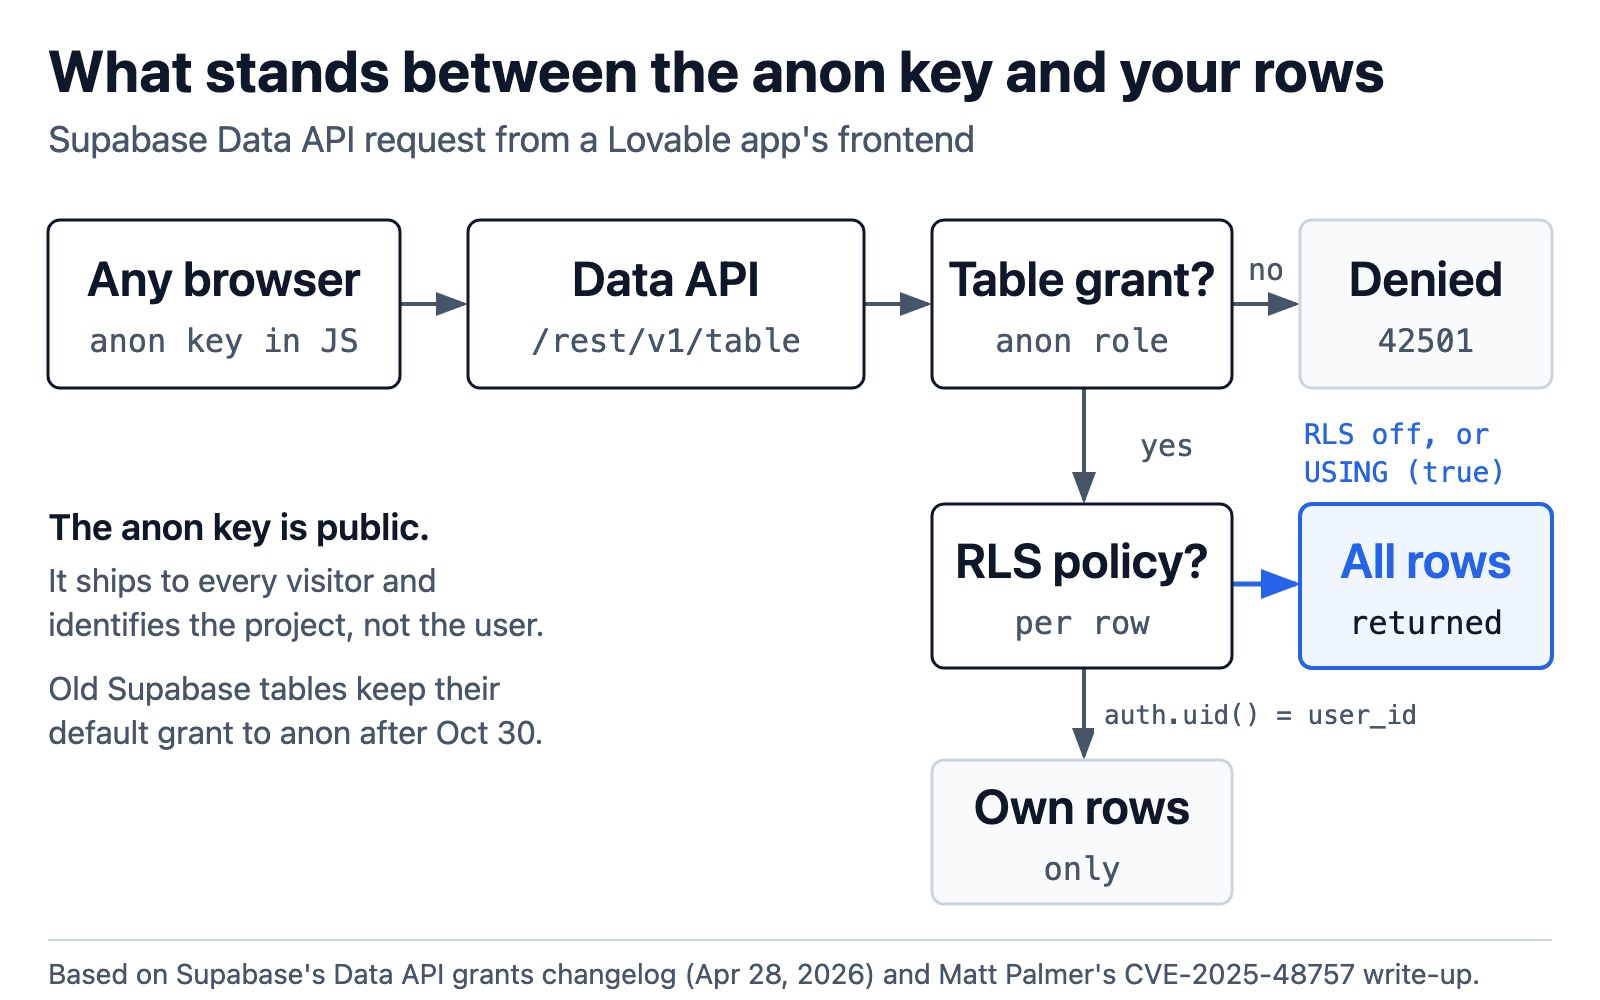 What stands between the anon key and your rows
Supabase Data API request from a Lovable app's frontend
Any browser
anon key in JS
Data API
/rest/v1/table
Table grant?
anon role
no
Denied
42501
yes
RLS off, or
USING (true)
The anon key is public.
It ships to every visitor and
identifies the project, not the user.
Old Supabase tables keep their
default grant to anon after Oct 30.
RLS policy?
per row
All rows
returned
auth.uid() = user_id
Own rows
only
Based on Supabase's Data API grants changelog (Apr 28, 2026) and Matt Palmer's CVE-2025-48757 write-up.